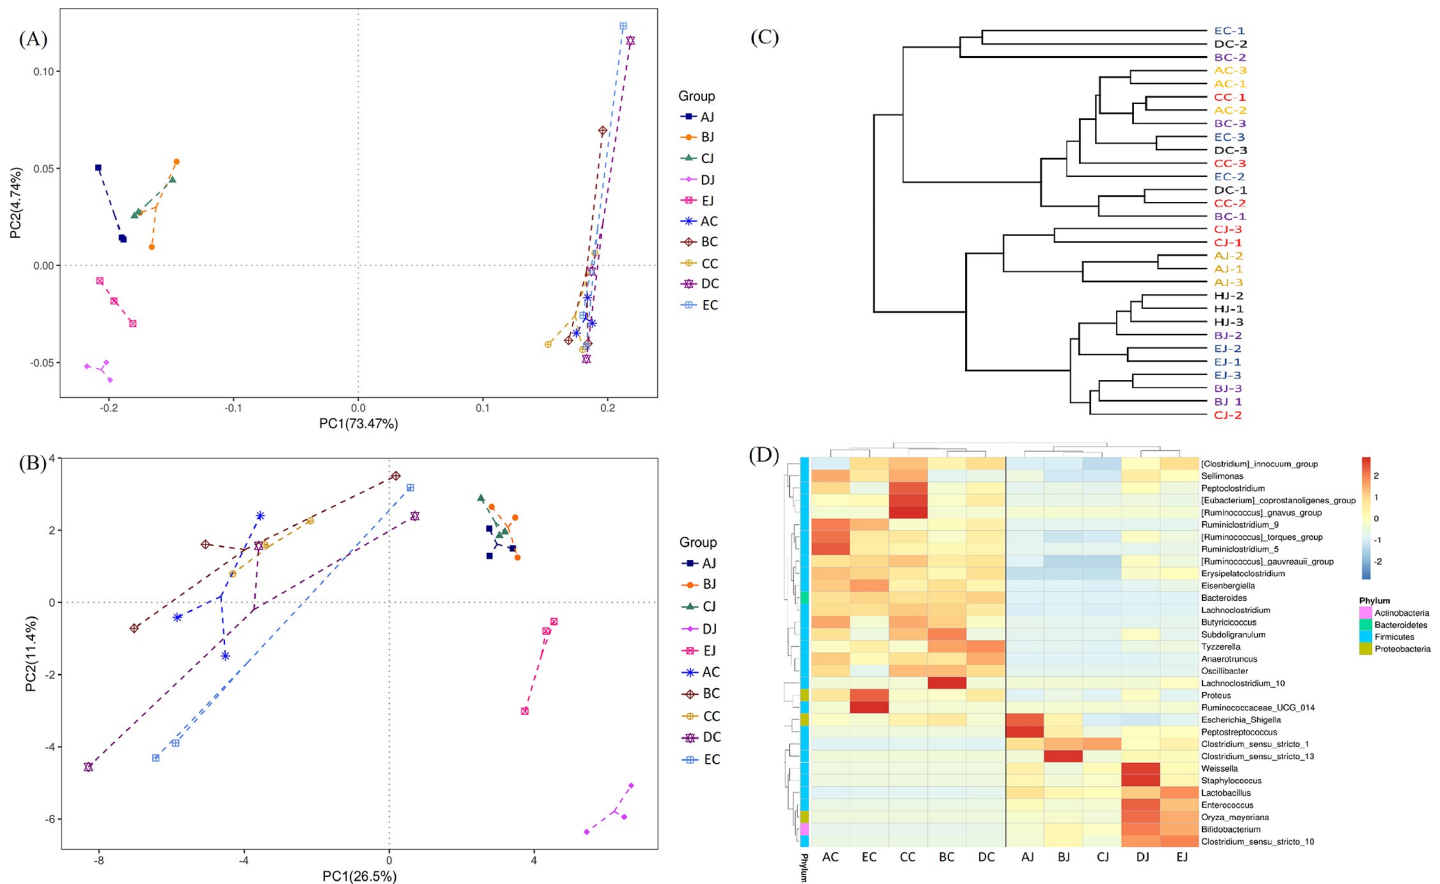 (A)
0.10
0.05
0.00
-0.05
PC2(4.74%)
-0.2
-0.1
0.0
0.1
0.2
PC1(73.47%)
Group
AJ
BJ
CJ
DJ
EJ
AC
BC
CC
DC
EC
(B)
4
2
0
-2
-4
-6
PC2(11.4%)
-8
-4
0
4
PC1(26.5%)
Group
AJ
BJ
CJ
DJ
EJ
AC
BC
CC
DC
EC
(C)
EC-1
DC-2
BC-2
AC-3
AC-1
CC-1
AC-2
BC-3
EC-3
DC-3
CC-3
EC-2
DC-1
CC-2
BC-1
CJ-3
CJ-1
AJ-2
AJ-1
AJ-3
HJ-2
HJ-1
HJ-3
BJ-2
EJ-2
EJ-1
EJ-3
BJ-3
BJ-1
CJ-2
(D)
[Clostridium]_innocuum_group
Sellimonas
Peptoclostridium
[Eubacterium]_coprostanoligenes_group
[Ruminococcus]_gnavus_group
Ruminiclostridium_9
[Ruminococcus]_torques_group
Ruminiclostridium_5
[Ruminococcus]_gauvreauii_group
Erysipelatoclostridium
Eisenbergiella
Bacteroides
Lachnoclostridium
Butyricicoccus
Subdoligranulum
Tyzzerella
Anaerotruncus
Oscillibacter
Lachnoclostridium_10
Proteus
Ruminococcaceae_UCG_014
Escherichia_Shigella
Peptostreptococcus
Clostridium_sensu_stricto_1
Clostridium_sensu_stricto_13
Weissella
Staphylococcus
Lactobacillus
Enterococcus
Oryza_meyeriana
Bifidobacterium
Clostridium_sensu_stricto_10
Phylum
AC
EC
CC
BC
DC
AJ
BJ
CJ
DJ
EJ
2
1
0
-1
-2
Phylum
Actinobacteria
Bacteroidetes
Firmicutes
Proteobacteria